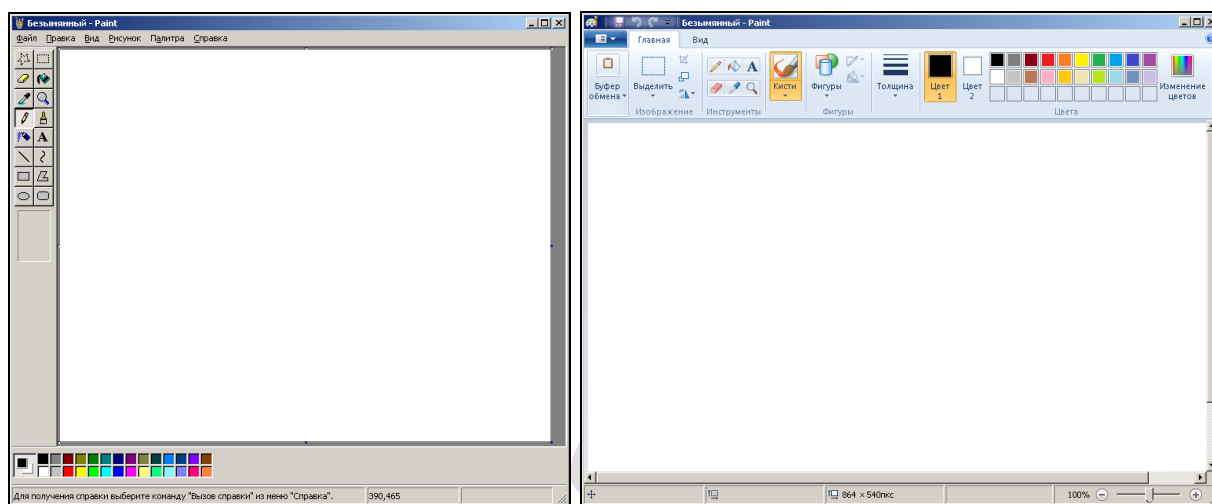 Безымянный - Paint
Файл Правка Вид Рисунок Палитра Справка
A
Для получения справки выберите команду "Вызов справки" из меню "Справка".
390,465
Безымянный - Paint
Главная Вид
Буфер обмена
Выделить
Изображение
A
Инструменты
Кисти
Фигуры
Фигуры
Толщина
Цвет 1
Цвет 2
Изменение цветов
Цвета
864 × 540пкс
100%